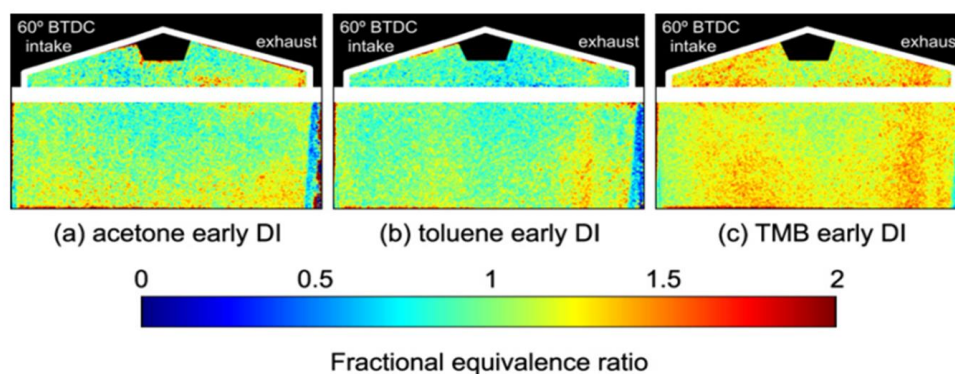 60º BTDC
intake
exhaust
60º BTDC
intake
exhaust
60º BTDC
intake
exhaust
(a) acetone early DI
(b) toluene early DI
(c) TMB early DI
0 0.5 1 1.5 2
Fractional equivalence ratio